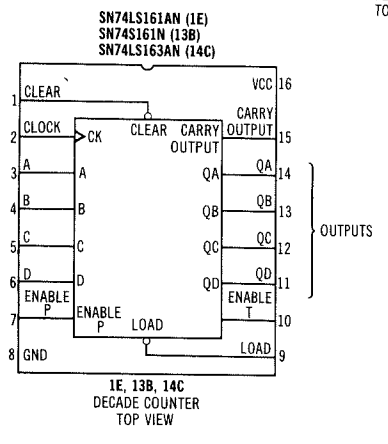 SN74LS161AN (1E)
SN74S161N (13B)
SN74LS163AN (14C)
TO
VCC 16
1 CLEAR
CLEAR
CARRY OUTPUT
CARRY OUTPUT 15
2 CLOCK
CK
3 A
A
QA
QA 14
4 B
B
QB
QB 13
5 C
C
QC
QC 12
6 D
D
QD
QD 11
OUTPUTS
7 ENABLE P
ENABLE P
LOAD
ENABLE T 10
8 GND
LOAD 9
1E, 13B, 14C
DECADE COUNTER
TOP VIEW